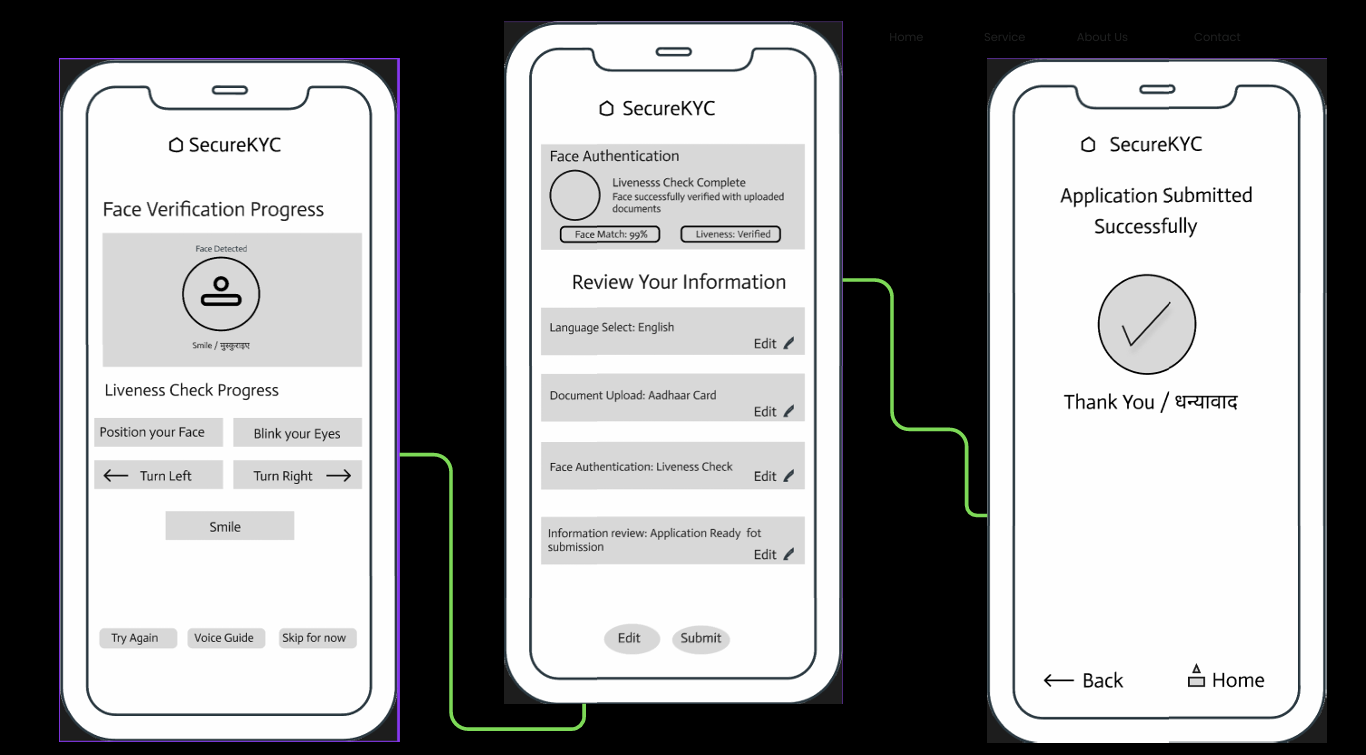 Home Service About Us Contact
SecureKYC
Face Verification Progress
Face Detected
Smile / मुस्कुराइए
Liveness Check Progress
Position your Face
Blink your Eyes
Turn Left
Turn Right
Smile
Try Again
Voice Guide
Skip for now
SecureKYC
Face Authentication
Livenesss Check Complete
Face successfully verified with uploaded
documents
Face Match: 99%
Liveness: Verified
Review Your Information
Language Select: English
Edit
Document Upload: Aadhaar Card
Edit
Face Authentication: Liveness Check
Edit
Information review: Application Ready fot
submission
Edit
Edit
Submit
SecureKYC
Application Submitted
Successfully
Thank You / धन्यावाद
Back
Home